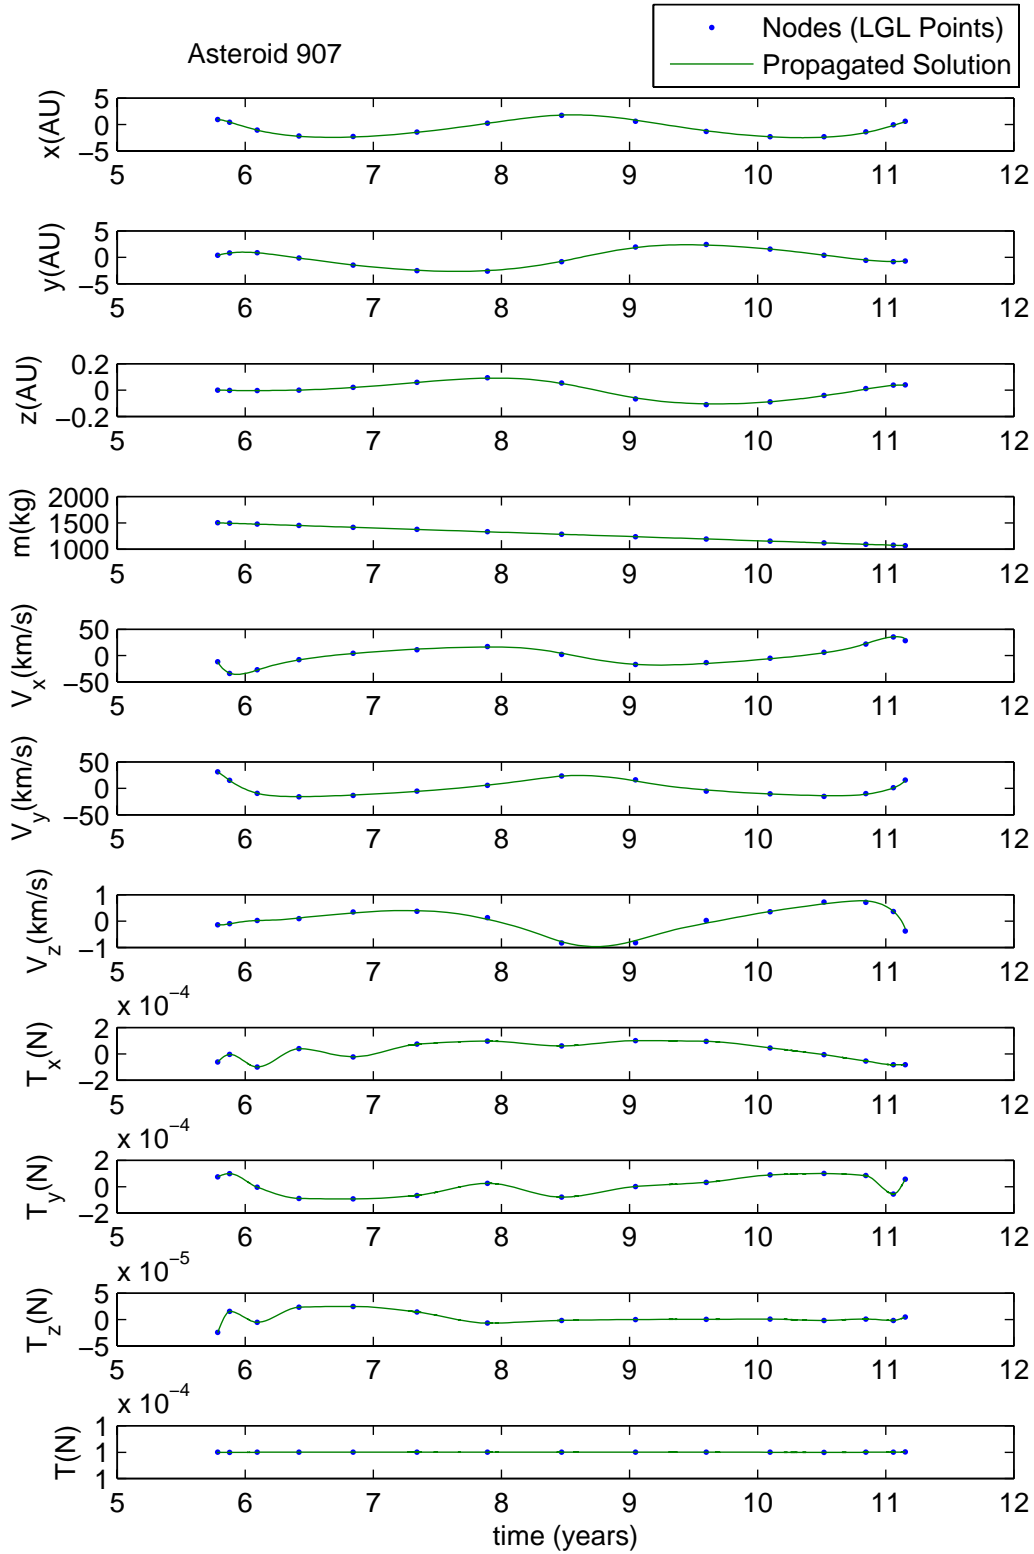 Asteroid 907
Nodes (LGL Points)
Propagated Solution
x(AU)
5
0
−5
5 6 7 8 9 10 11 12
y(AU)
5
0
−5
5 6 7 8 9 10 11 12
z(AU)
0.2
0
−0.2
5 6 7 8 9 10 11 12
m(kg)
2000
1500
1000
5 6 7 8 9 10 11 12
V_x(km/s)
50
0
−50
5 6 7 8 9 10 11 12
V_y(km/s)
50
0
−50
5 6 7 8 9 10 11 12
V_z(km/s)
1
0
−1
5 6 7 8 9 10 11 12
x 10^−4
T_x(N)
2
0
−2
5 6 7 8 9 10 11 12
x 10^−4
T_y(N)
2
0
−2
5 6 7 8 9 10 11 12
x 10^−5
T_z(N)
5
0
−5
5 6 7 8 9 10 11 12
x 10^−4
T(N)
1
1
1
5 6 7 8 9 10 11 12
time (years)